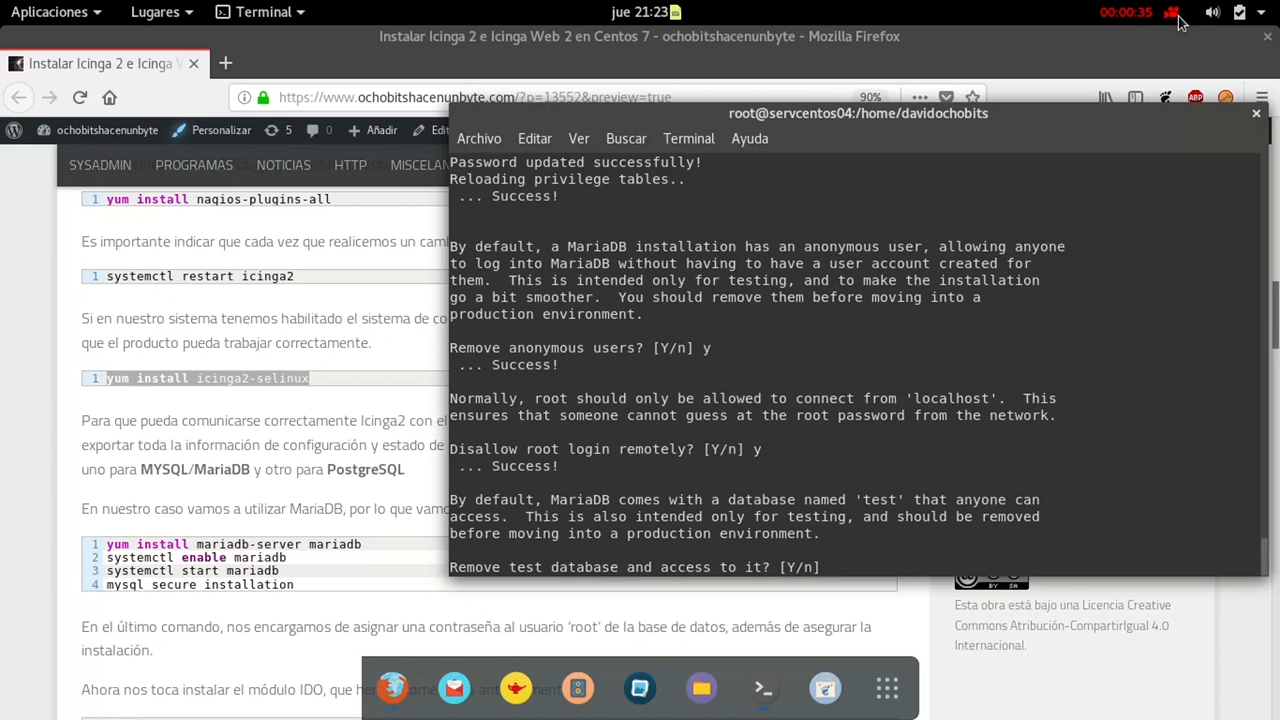 Aplicaciones
Lugares
Terminal
jue 21:23
00:00:35
Instalar Icinga 2 e Icinga Web 2 en Centos 7 - ochobitshacenunbyte - Mozilla Firefox
Instalar Icinga 2 e Icinga W
https://www.ochobitshacenunbyte.com/?p=13552&preview=true
90%
ABP
ochobitshacenunbyte
Personalizar
5
0
Añadir
SYSADMIN
PROGRAMAS
NOTICIAS
HTTP
MISCELAN
1 yum install nagios-plugins-all
Es importante indicar que cada vez que realicemos un cam
1 systemctl restart icinga2
Si en nuestro sistema tenemos habilitado el sistema de co
que el producto pueda trabajar correctamente.
1 yum install icinga2-selinux
Para que pueda comunicarse correctamente Icinga2 con el
exportar toda la información de configuración y estado de
uno para MYSQL/MariaDB y otro para PostgreSQL
En nuestro caso vamos a utilizar MariaDB, por lo que vamo
1 yum install mariadb-server mariadb
2 systemctl enable mariadb
3 systemctl start mariadb
4 mysql secure installation
En el último comando, nos encargamos de asignar una contraseña al usuario 'root' de la base de datos, además de asegurar la
instalación.
Ahora nos toca instalar el módulo IDO, que
root@servcentos04:/home/davidochobits
Archivo
Editar
Ver
Buscar
Terminal
Ayuda
Password updated successfully!
Reloading privilege tables..
... Success!
By default, a MariaDB installation has an anonymous user, allowing anyone
to log into MariaDB without having to have a user account created for
them.  This is intended only for testing, and to make the installation
go a bit smoother.  You should remove them before moving into a
production environment.
Remove anonymous users? [Y/n] y
... Success!
Normally, root should only be allowed to connect from 'localhost'.  This
ensures that someone cannot guess at the root password from the network.
Disallow root login remotely? [Y/n] y
... Success!
By default, MariaDB comes with a database named 'test' that anyone can
access.  This is also intended only for testing, and should be removed
before moving into a production environment.
Remove test database and access to it? [Y/n]
BY SA
Esta obra está bajo una Licencia Creative
Commons Atribución-CompartirIgual 4.0
Internacional.